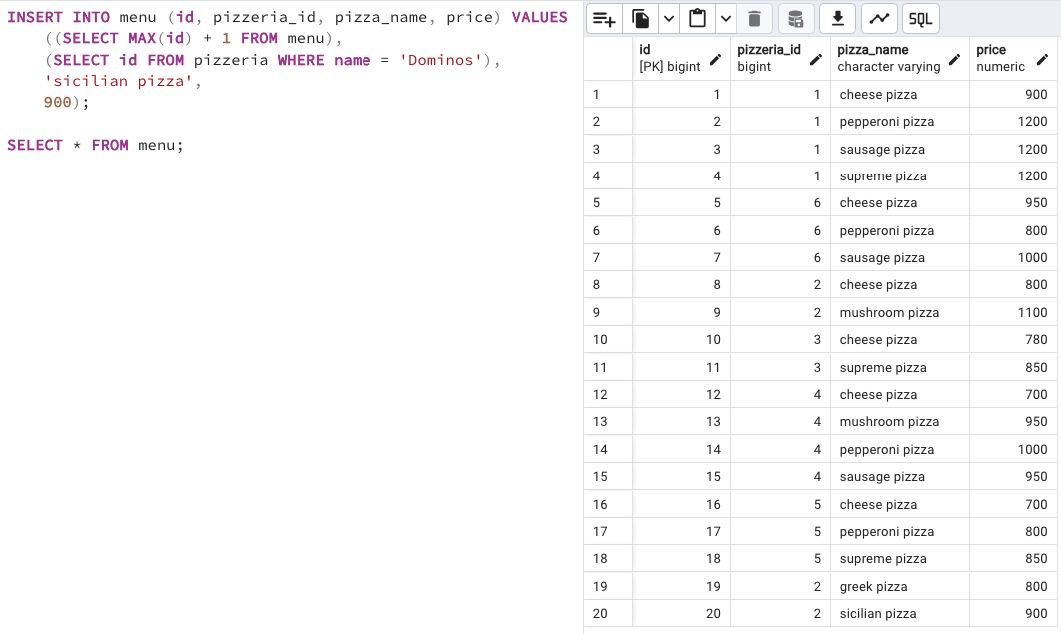 INSERT INTO menu (id, pizzeria_id, pizza_name, price) VALUES
((SELECT MAX(id) + 1 FROM menu),
(SELECT id FROM pizzeria WHERE name = 'Dominos'),
'sicilian pizza',
900);
SELECT * FROM menu;
SQL
id pizzeria_id pizza_name price
[PK] bigint bigint character varying numeric
1 1 1 cheese pizza 900
2 2 1 pepperoni pizza 1200
3 3 1 sausage pizza 1200
4 4 1 supreme pizza 1200
5 5 6 cheese pizza 950
6 6 6 pepperoni pizza 800
7 7 6 sausage pizza 1000
8 8 2 cheese pizza 800
9 9 2 mushroom pizza 1100
10 10 3 cheese pizza 780
11 11 3 supreme pizza 850
12 12 4 cheese pizza 700
13 13 4 mushroom pizza 950
14 14 4 pepperoni pizza 1000
15 15 4 sausage pizza 950
16 16 5 cheese pizza 700
17 17 5 pepperoni pizza 800
18 18 5 supreme pizza 850
19 19 2 greek pizza 800
20 20 2 sicilian pizza 900